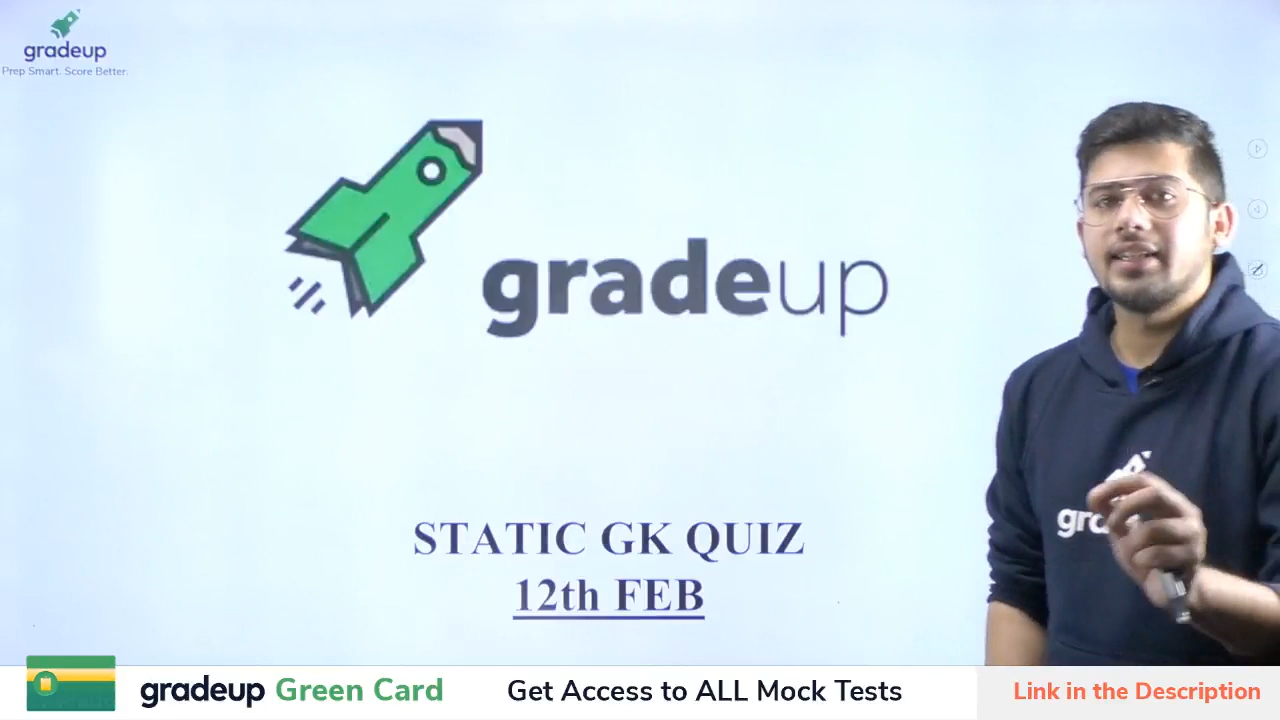 gradeup
Prep Smart. Score Better.
gradeup
STATIC GK QUIZ
12th FEB
gradeup Green Card
Get Access to ALL Mock Tests
Link in the Description